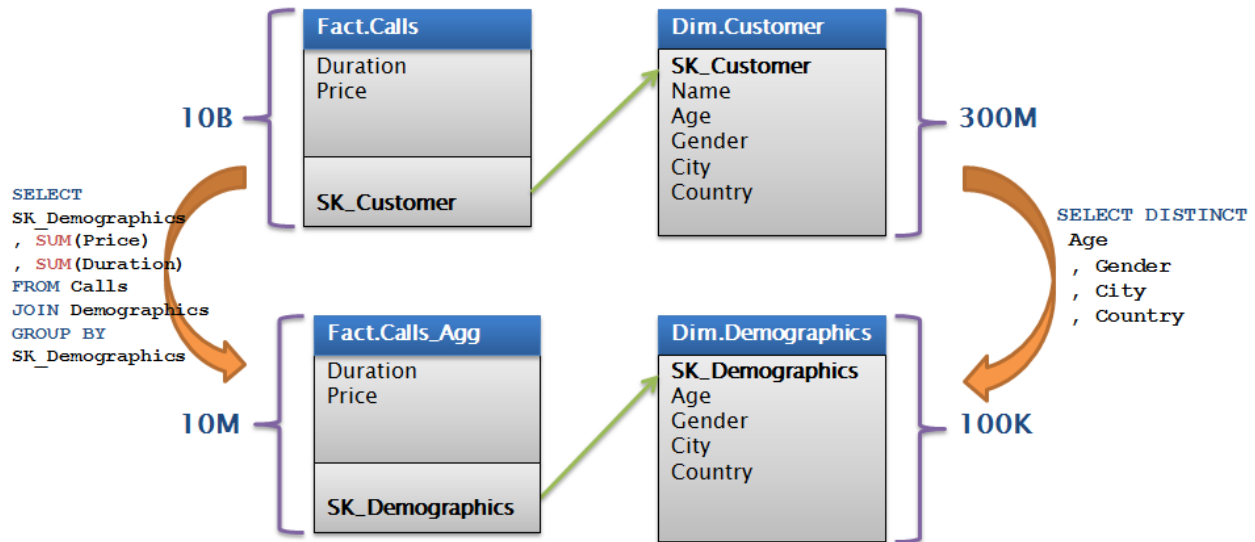 Fact.Calls
Duration
Price
SK_Customer
10B
Dim.Customer
SK_Customer
Name
Age
Gender
City
Country
300M
SELECT
SK_Demographics
, SUM(Price)
, SUM(Duration)
FROM Calls
JOIN Demographics
GROUP BY
SK_Demographics
SELECT DISTINCT
Age
, Gender
, City
, Country
Fact.Calls_Agg
Duration
Price
SK_Demographics
10M
Dim.Demographics
SK_Demographics
Age
Gender
City
Country
100K